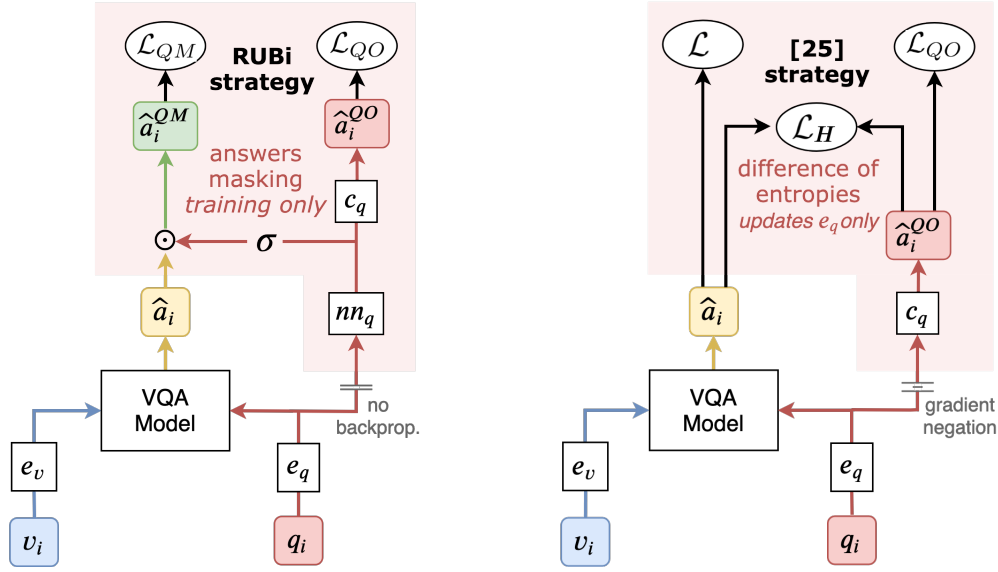 ℒ_QM
RUBi
strategy
ℒ_QO
â_i^QM
â_i^QO
answers
masking
training only
c_q
⊙
σ
â_i
nn_q
VQA
Model
no
backprop.
e_v
e_q
v_i
q_i
ℒ
[25]
strategy
ℒ_QO
ℒ_H
difference of
entropies
updates e_q only
â_i^QO
â_i
c_q
VQA
Model
gradient
negation
e_v
e_q
v_i
q_i